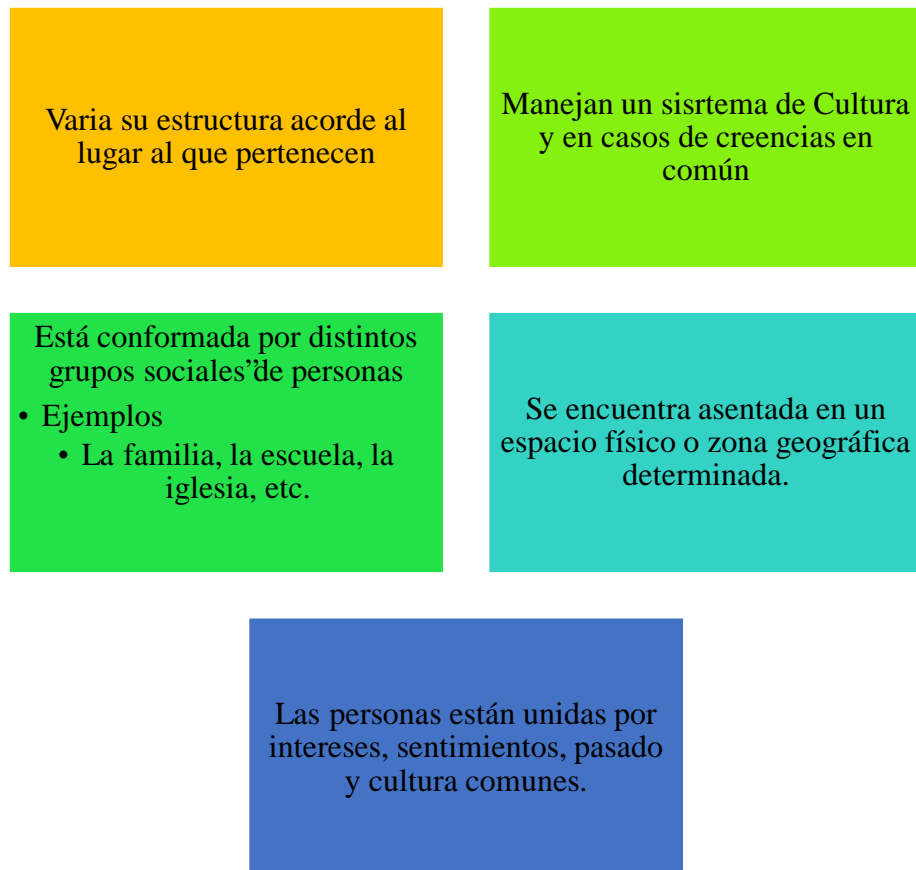 Varia su estructura acorde al
lugar al que pertenecen
Manejan un sisrtema de Cultura
y en casos de creencias en
común
Está conformada por distintos
grupos sociales”de personas
• Ejemplos
• La familia, la escuela, la
iglesia, etc.
Se encuentra asentada en un
espacio físico o zona geográfica
determinada.
Las personas están unidas por
intereses, sentimientos, pasado
y cultura comunes.